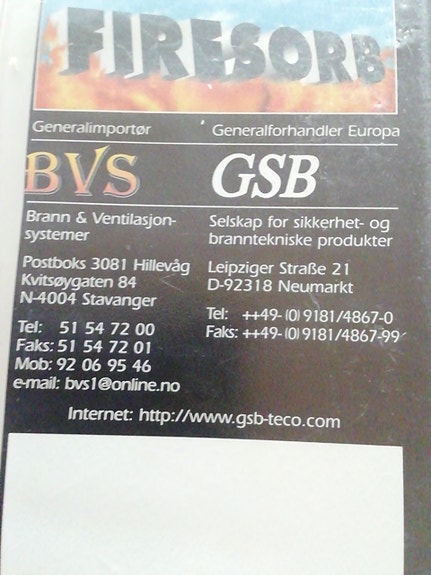 FIRESORB
Generalimportør
BVS
Brann & Ventilasjon-
systemer
Postboks 3081 Hillevåg
Kvitsøygaten 84
N-4004 Stavanger
Tel: 51 54 72 00
Faks: 51 54 72 01
Mob: 92 06 95 46
e-mail: bvs1@online.no
Generalforhandler Europa
GSB
Selskap for sikkerhet- og
branntekniske produkter
Leipziger Straße 21
D-92318 Neumarkt
Tel: ++49- (0) 9181/4867-0
Faks: ++49- (0) 9181/4867-99
Internet: http://www.gsb-teco.com